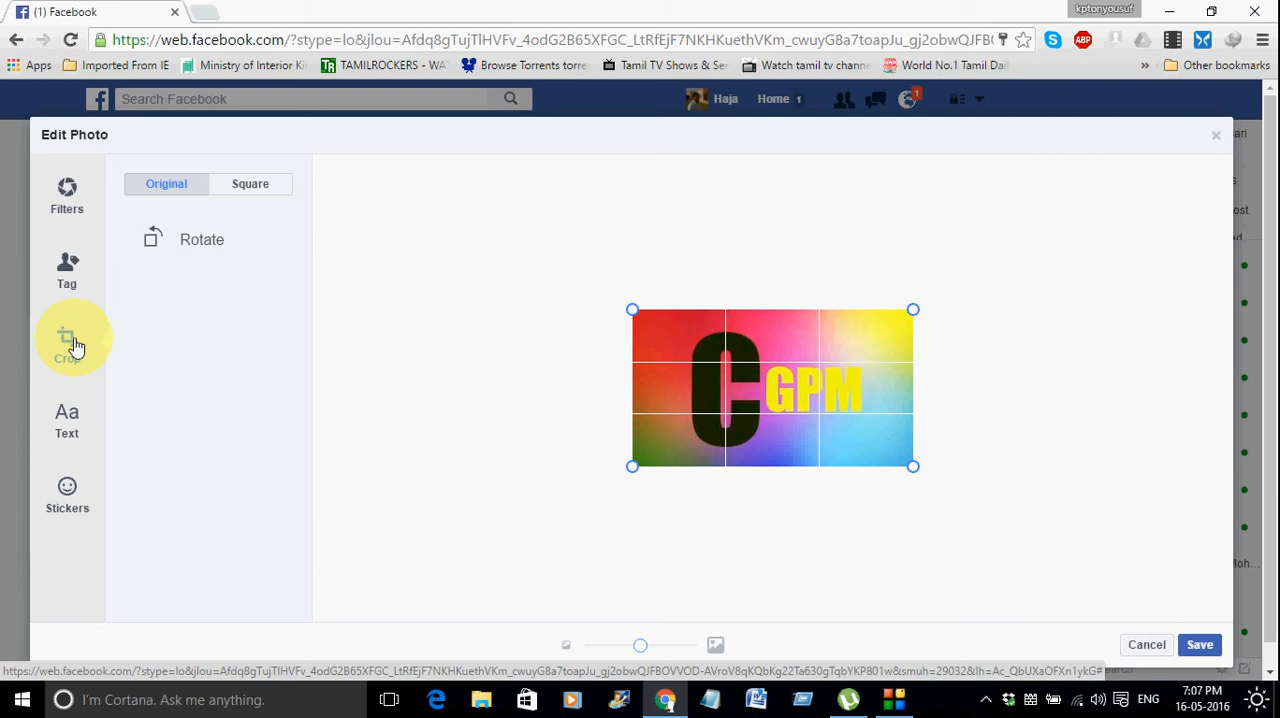 (1) Facebook
kptonyousuf
https://web.facebook.com/?stype=lo&jlou=Afdq8gTujTlHVFv_4odG2B65XFGC_LtRfEjF7NKHKuethVKm_cwuyG8a7toapJu_gj2obwQJFBO
Apps Imported From IE Ministry of Interior Ki TAMILROCKERS - WA Browse Torrents torre Tamil TV Shows & Se Watch tamil tv chann World No.1 Tamil Dai » Other bookmarks
Search Facebook Haja Home 1 1
Edit Photo
Original Square
Filters
Rotate
Tag
Crop
C GPM
Aa
Text
Stickers
Cancel Save
https://web.facebook.com/?stype=lo&jlou=Afdq8gTujTlHVFv_4odG2B65XFGC_LtRfEjF7NKHKuethVKm_cwuyG8a7toapJu_gj2obwQJFBOVVOD-AVroV8qKQbKg22Ta630gTqbYKP801w&smuh=29032&lh=Ac_QbUXaOFXn1ykG#
I'm Cortana. Ask me anything. ENG 7:07 PM
16-05-2016